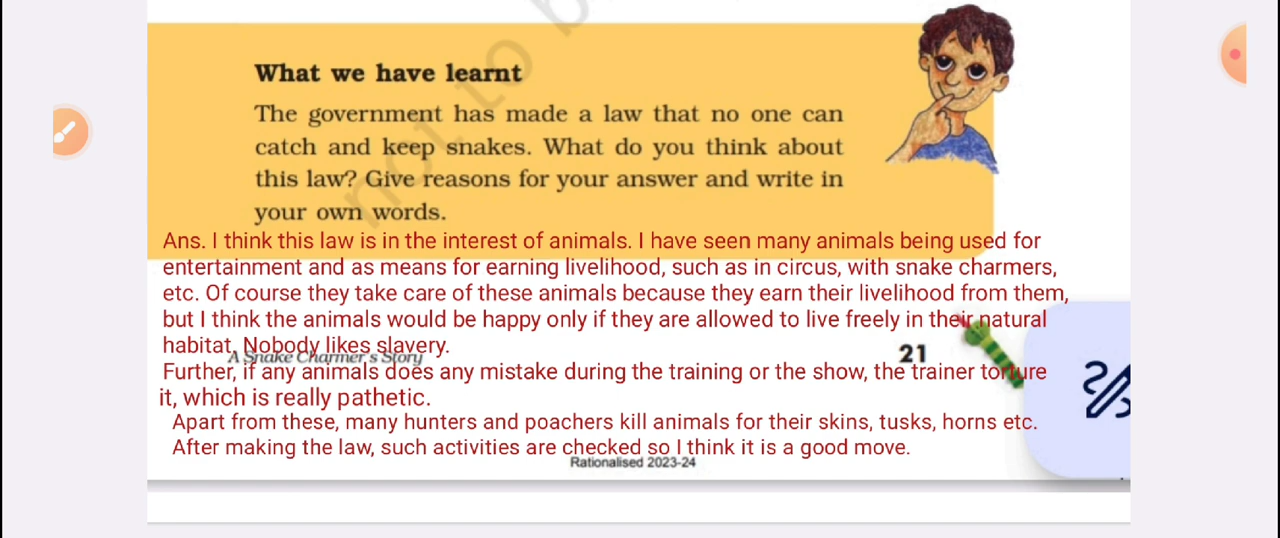 What we have learnt
The government has made a law that no one can
catch and keep snakes. What do you think about
this law? Give reasons for your answer and write in
your own words.
Ans. I think this law is in the interest of animals. I have seen many animals being used for
entertainment and as means for earning livelihood, such as in circus, with snake charmers,
etc. Of course they take care of these animals because they earn their livelihood from them,
but I think the animals would be happy only if they are allowed to live freely in their natural
habitat. Nobody likes slavery.
A Snake Charmer's Story
21
Further, if any animals does any mistake during the training or the show, the trainer torture
it, which is really pathetic.
Apart from these, many hunters and poachers kill animals for their skins, tusks, horns etc.
After making the law, such activities are checked so I think it is a good move.
Rationalised 2023-24
not to b